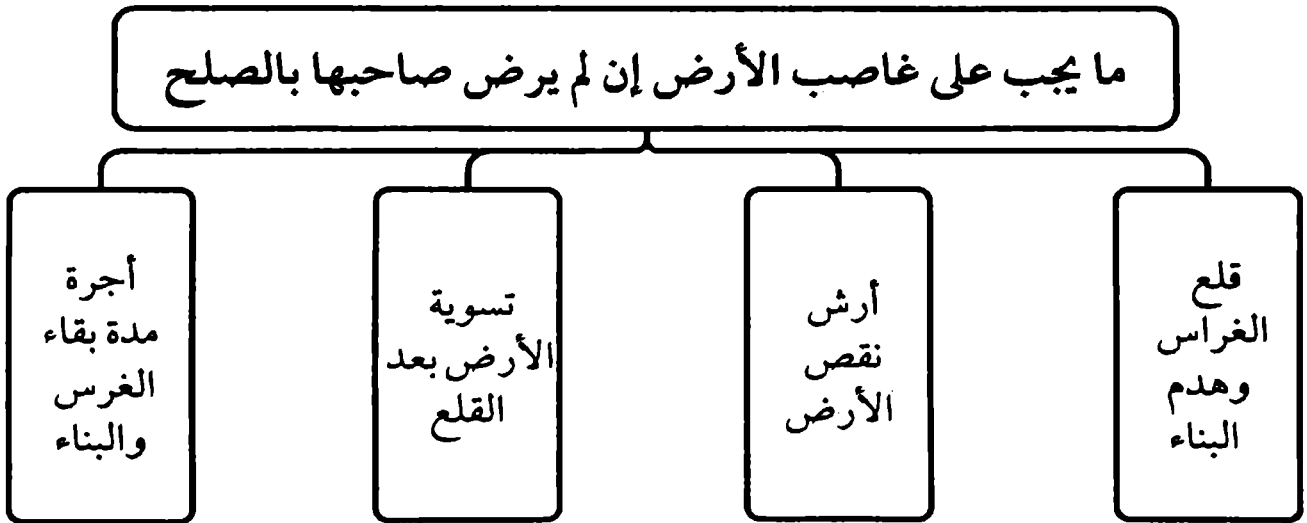 ما يجب على غاصب الأرض إن لم يرض صاحبها بالصلح
قلع
الغراس
وهدم
البناء
أرش
نقص
الأرض
تسوية
الأرض بعد
القلع
أجرة
مدة بقاء
الغرس
والبناء